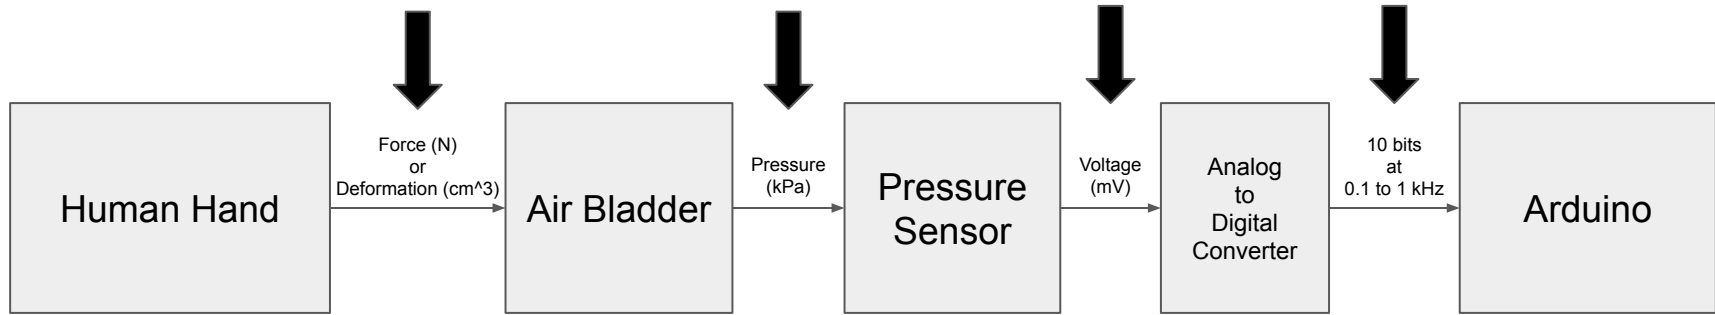 Human Hand
Force (N)
or
Deformation (cm^3)
Air Bladder
Pressure
(kPa)
Pressure
Sensor
Voltage
(mV)
Analog
to
Digital
Converter
10 bits
at
0.1 to 1 kHz
Arduino